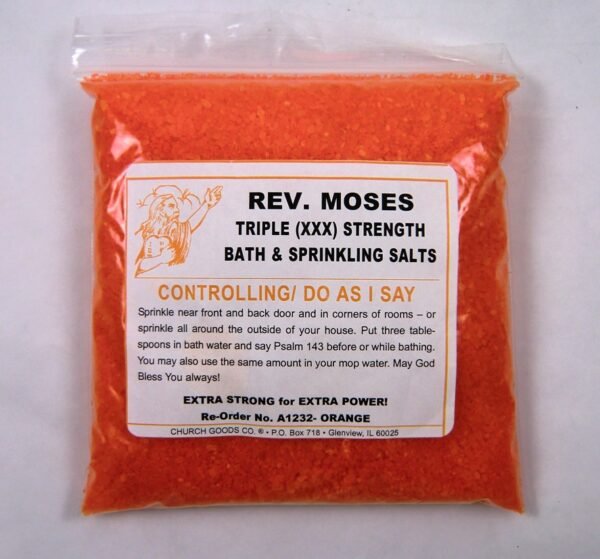 REV. MOSES
TRIPLE (XXX) STRENGTH
BATH & SPRINKLING SALTS
CONTROLLING/ DO AS I SAY
Sprinkle near front and back door and in corners of rooms – or
sprinkle all around the outside of your house. Put three table-
spoons in bath water and say Psalm 143 before or while bathing.
You may also use the same amount in your mop water. May God
Bless You always!
EXTRA STRONG for EXTRA POWER!
Re-Order No. A1232- ORANGE
CHURCH GOODS CO. ® • P.O. Box 718 • Glenview, IL 60025